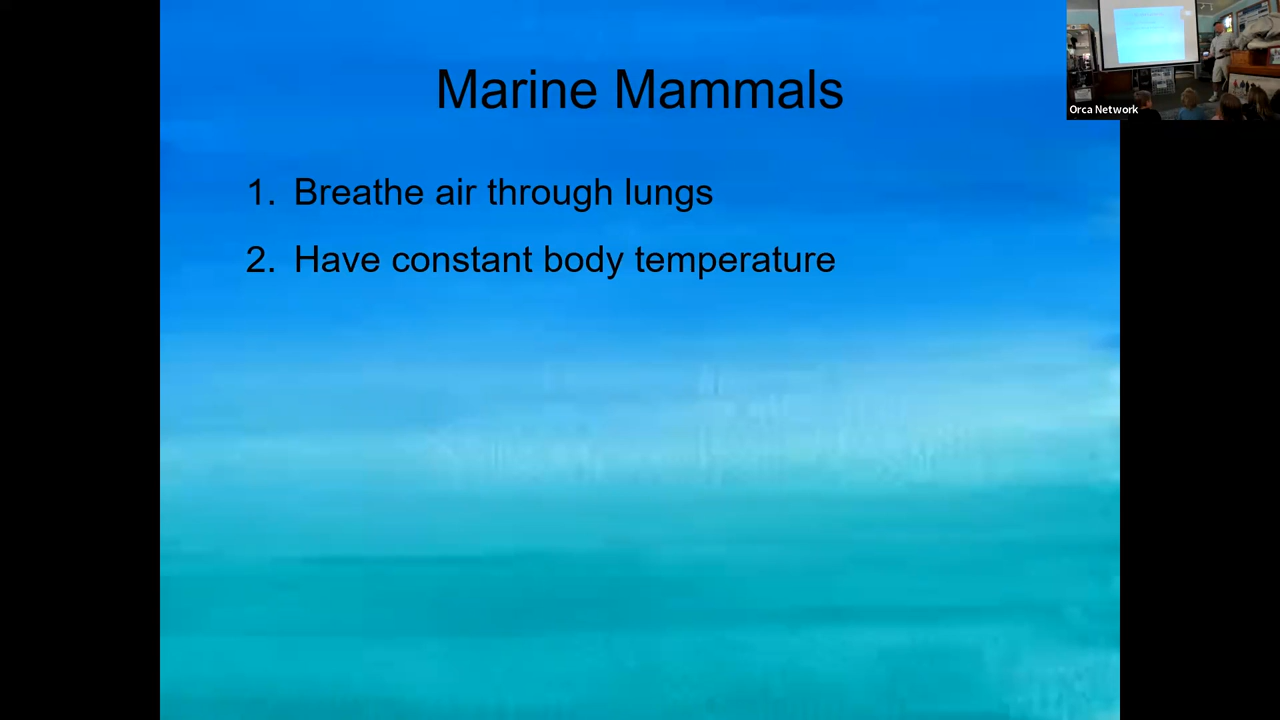 Marine Mammals
1. Breathe air through lungs
2. Have constant body temperature
Orca Network